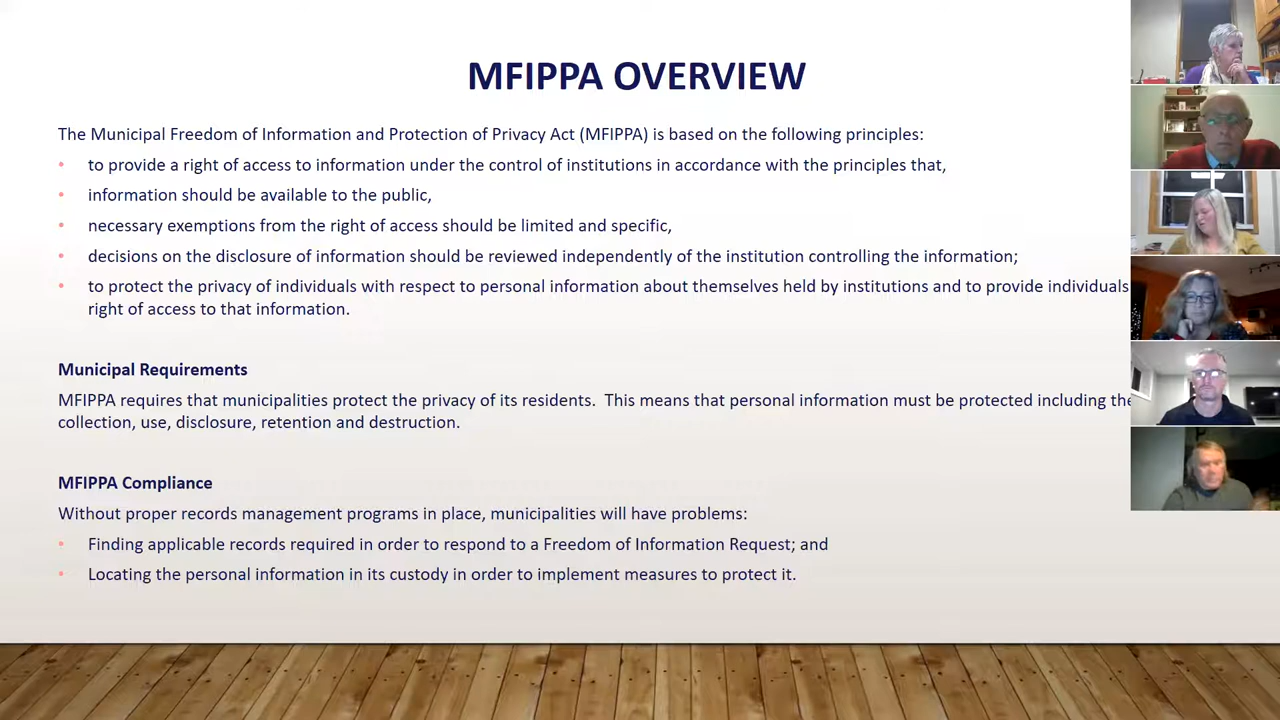 MFIPPA OVERVIEW
The Municipal Freedom of Information and Protection of Privacy Act (MFIPPA) is based on the following principles:
• to provide a right of access to information under the control of institutions in accordance with the principles that,
• information should be available to the public,
• necessary exemptions from the right of access should be limited and specific,
• decisions on the disclosure of information should be reviewed independently of the institution controlling the information;
• to protect the privacy of individuals with respect to personal information about themselves held by institutions and to provide individuals
right of access to that information.
Municipal Requirements
MFIPPA requires that municipalities protect the privacy of its residents.  This means that personal information must be protected including the
collection, use, disclosure, retention and destruction.
MFIPPA Compliance
Without proper records management programs in place, municipalities will have problems:
• Finding applicable records required in order to respond to a Freedom of Information Request; and
• Locating the personal information in its custody in order to implement measures to protect it.